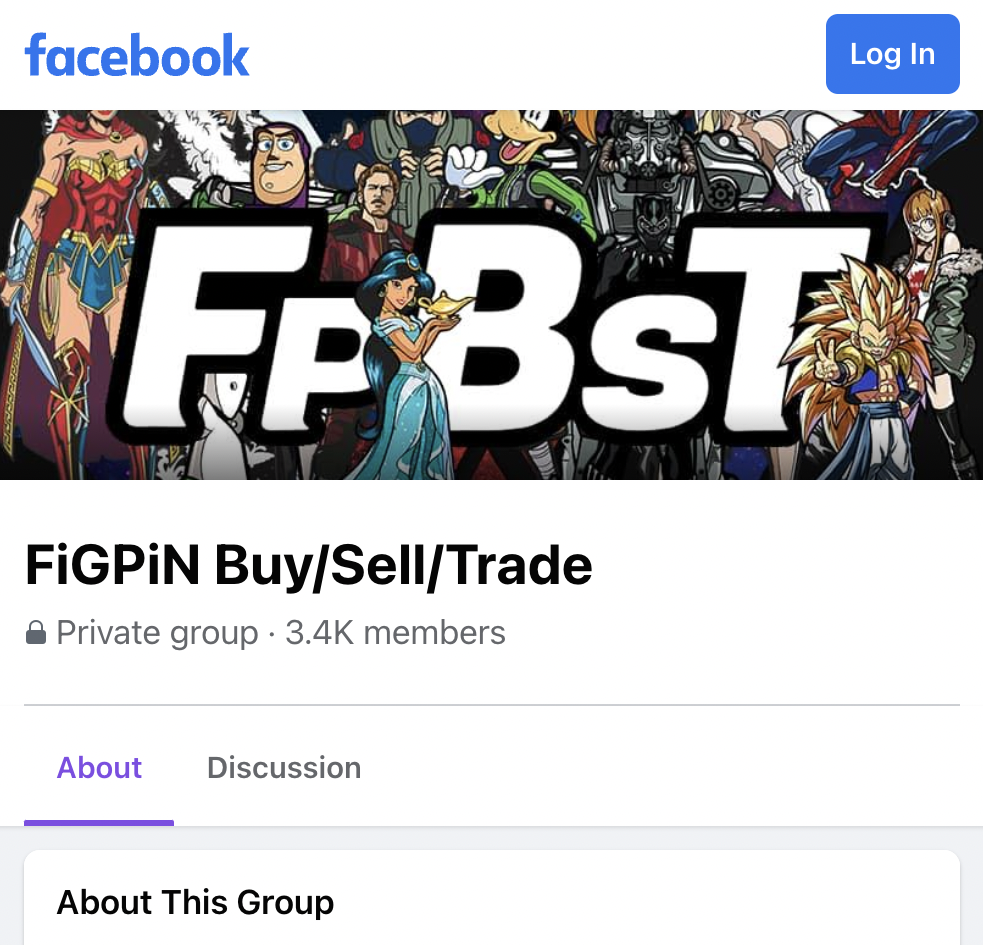 facebook
Log In
FPBST
FiGPiN Buy/Sell/Trade
Private group · 3.4K members
About
Discussion
About This Group